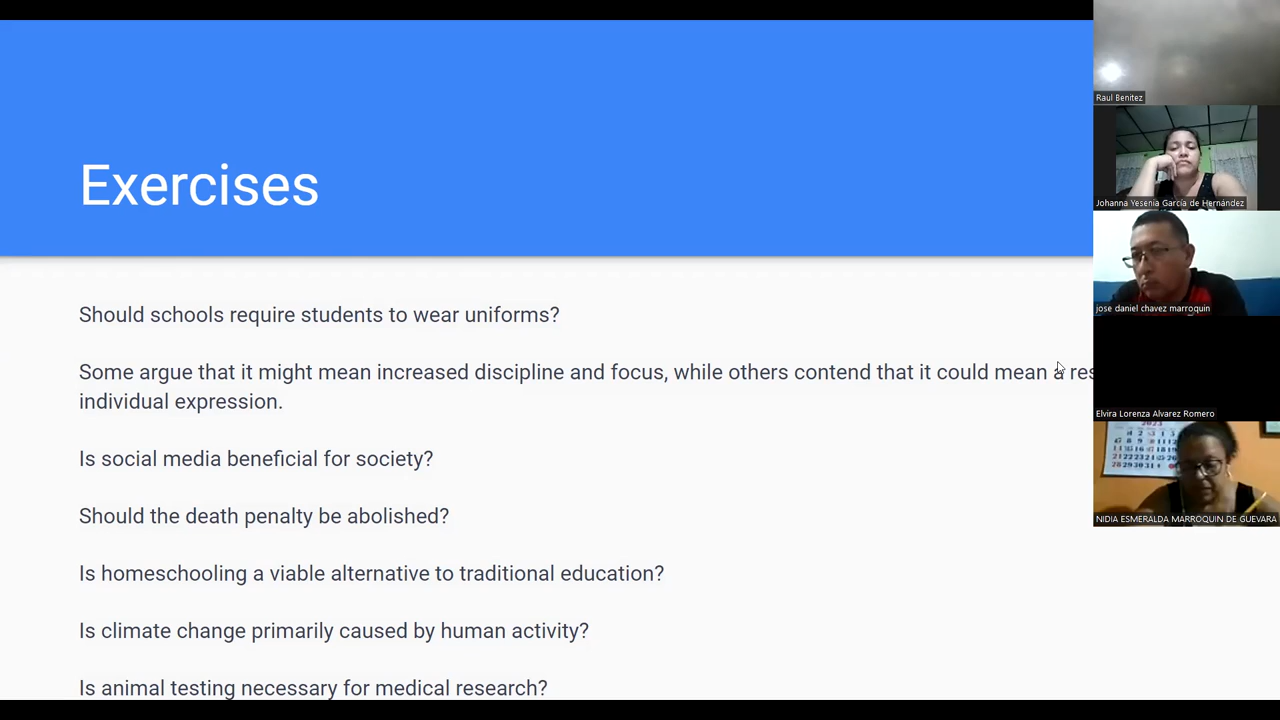 Exercises
Should schools require students to wear uniforms?
Some argue that it might mean increased discipline and focus, while others contend that it could mean a
individual expression.
Is social media beneficial for society?
Should the death penalty be abolished?
Is homeschooling a viable alternative to traditional education?
Is climate change primarily caused by human activity?
Is animal testing necessary for medical research?
Raul Benitez
Johanna Yesenia García de Hernández
jose daniel chavez marroquin
Elvira Lorenza Alvarez Romero
2023
NIDIA ESMERALDA MARROQUIN DE GUEVARA